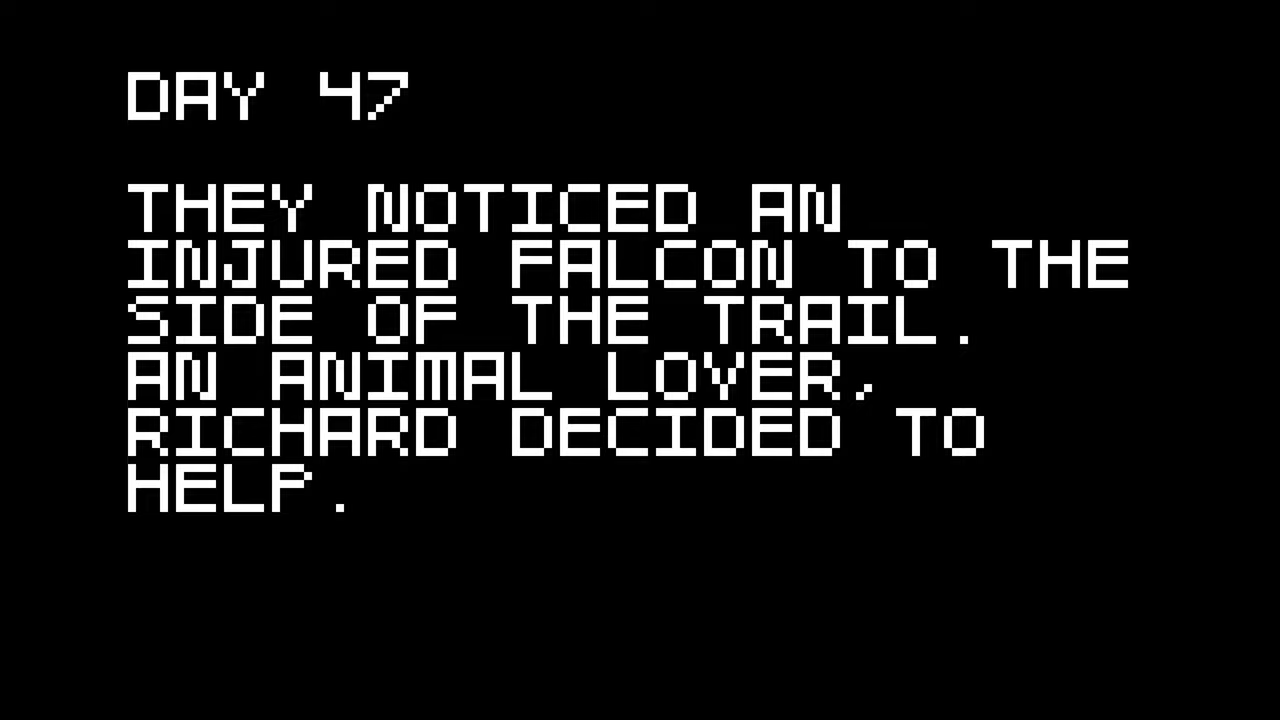 DAY 47
THEY NOTICED AN
INJURED FALCON TO THE
SIDE OF THE TRAIL.
AN ANIMAL LOVER,
RICHARD DECIDED TO
HELP.